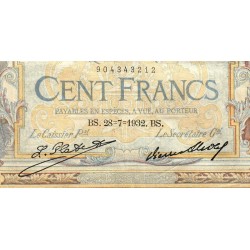 904343212
CENT FRANCS
PAYABLES EN ESPÈCES, A VUE, AU PORTEUR
BS. 28=7=1932. BS.
Le Caissier Pal Le Secrétaire Gal